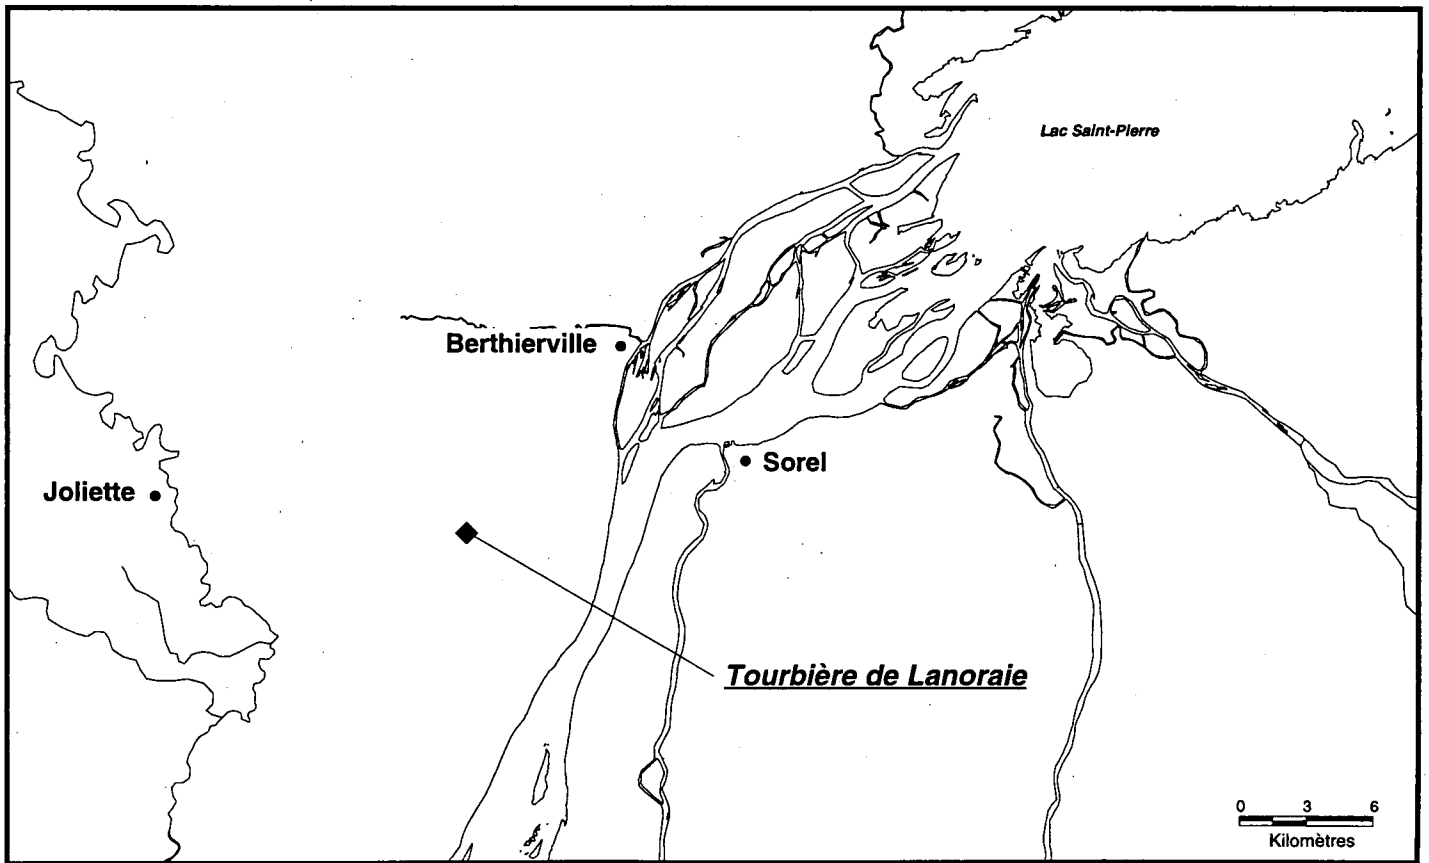 Lac Saint-Pierre
Berthierville
Sorel
Joliette
Tourbière de Lanoraie
0 3 6
Kilomètres